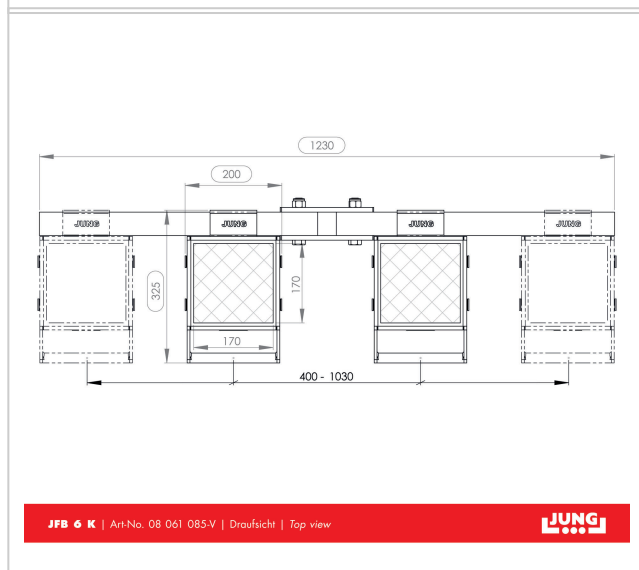 1230
200
JUNG
JUNG
JUNG
JUNG
325
170
170
400 - 1030
JFB 6 K | Art-No. 08 061 085-V | Draufsicht | Top view
JUNG